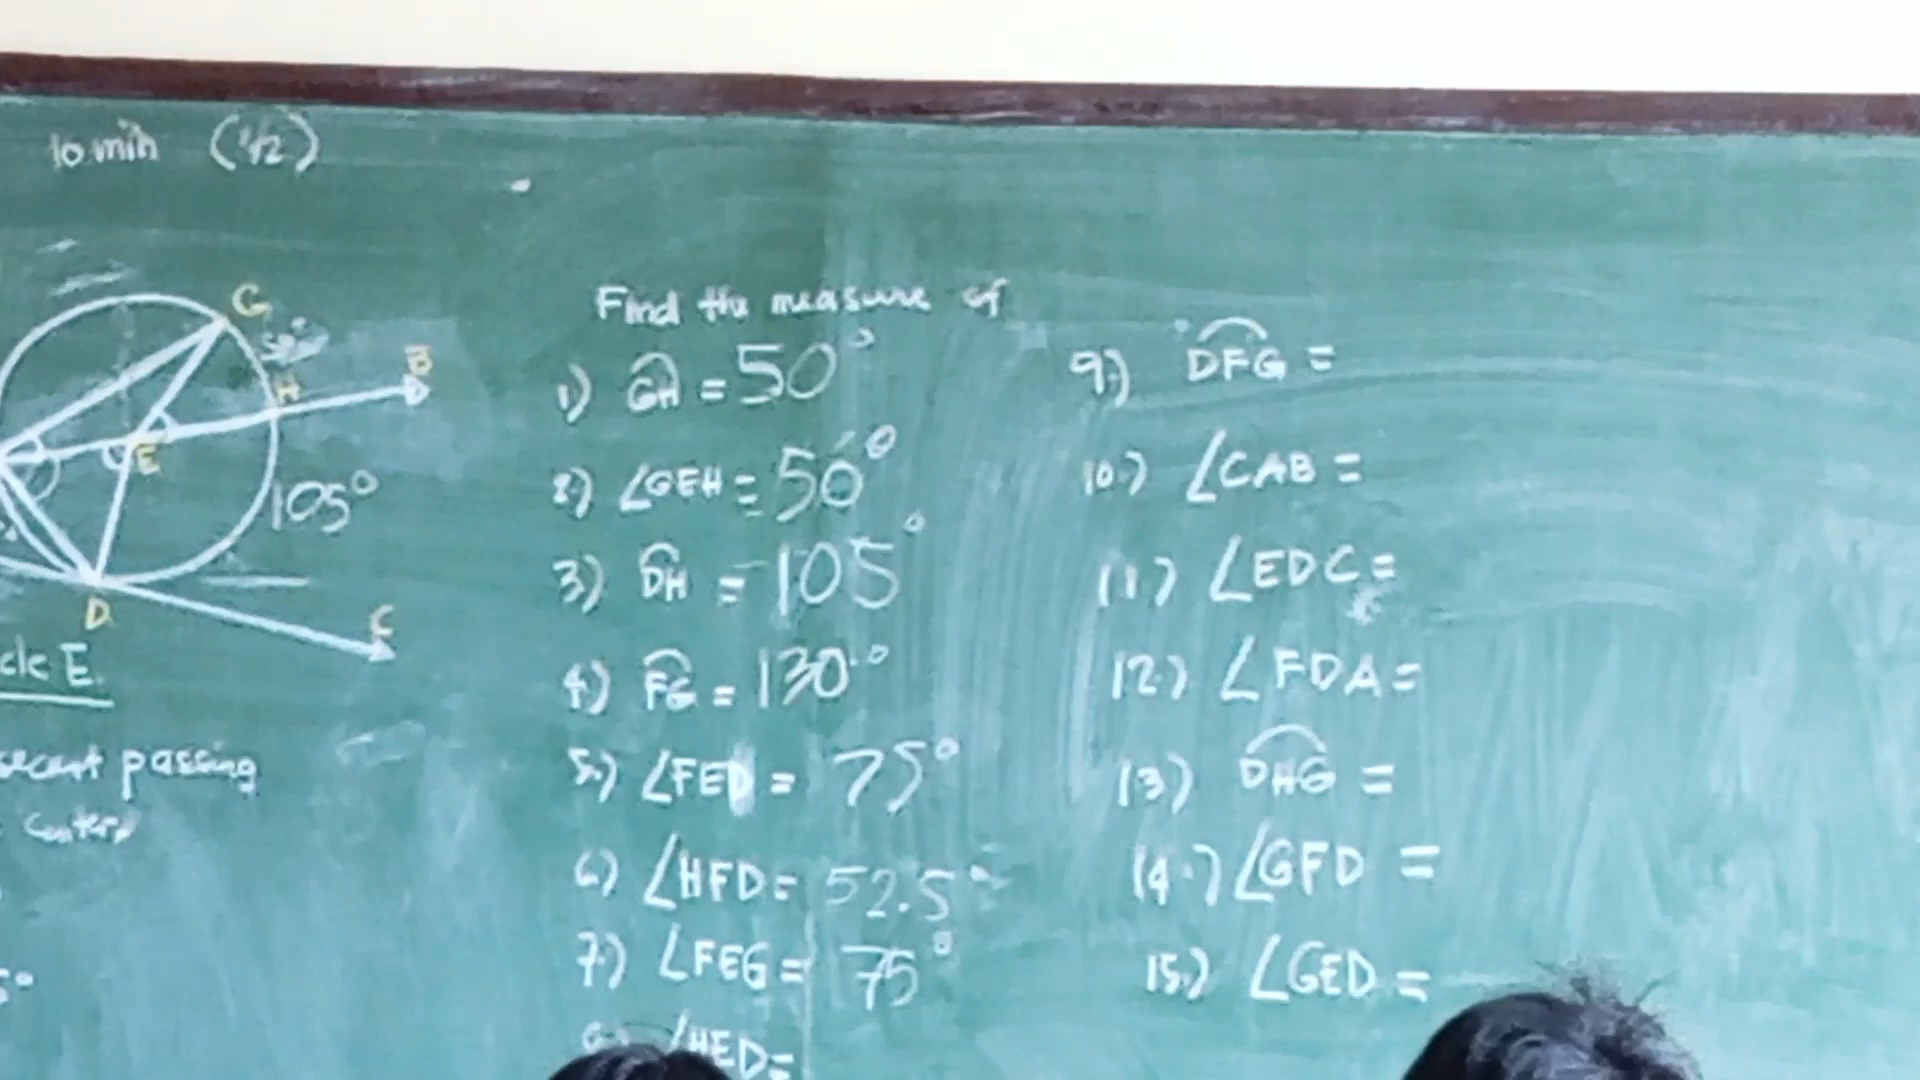 10 min (1/2)
G
B
H
E
105°
D
C
cle E.
secant passing
center
Find the measure of
1) GH = 50°
2.) ∠GEH = 50°
3) DH = 105°
4) FG = 130°
5.) ∠FED = 75°
6) ∠HFD = 52.5°
7.) ∠FEG = 75°
∠HED =
9.) DFG =
10.) ∠CAB =
11.) ∠EDC =
12.) ∠FDA =
13) DHG =
14.) ∠GFD =
15.) ∠GED =